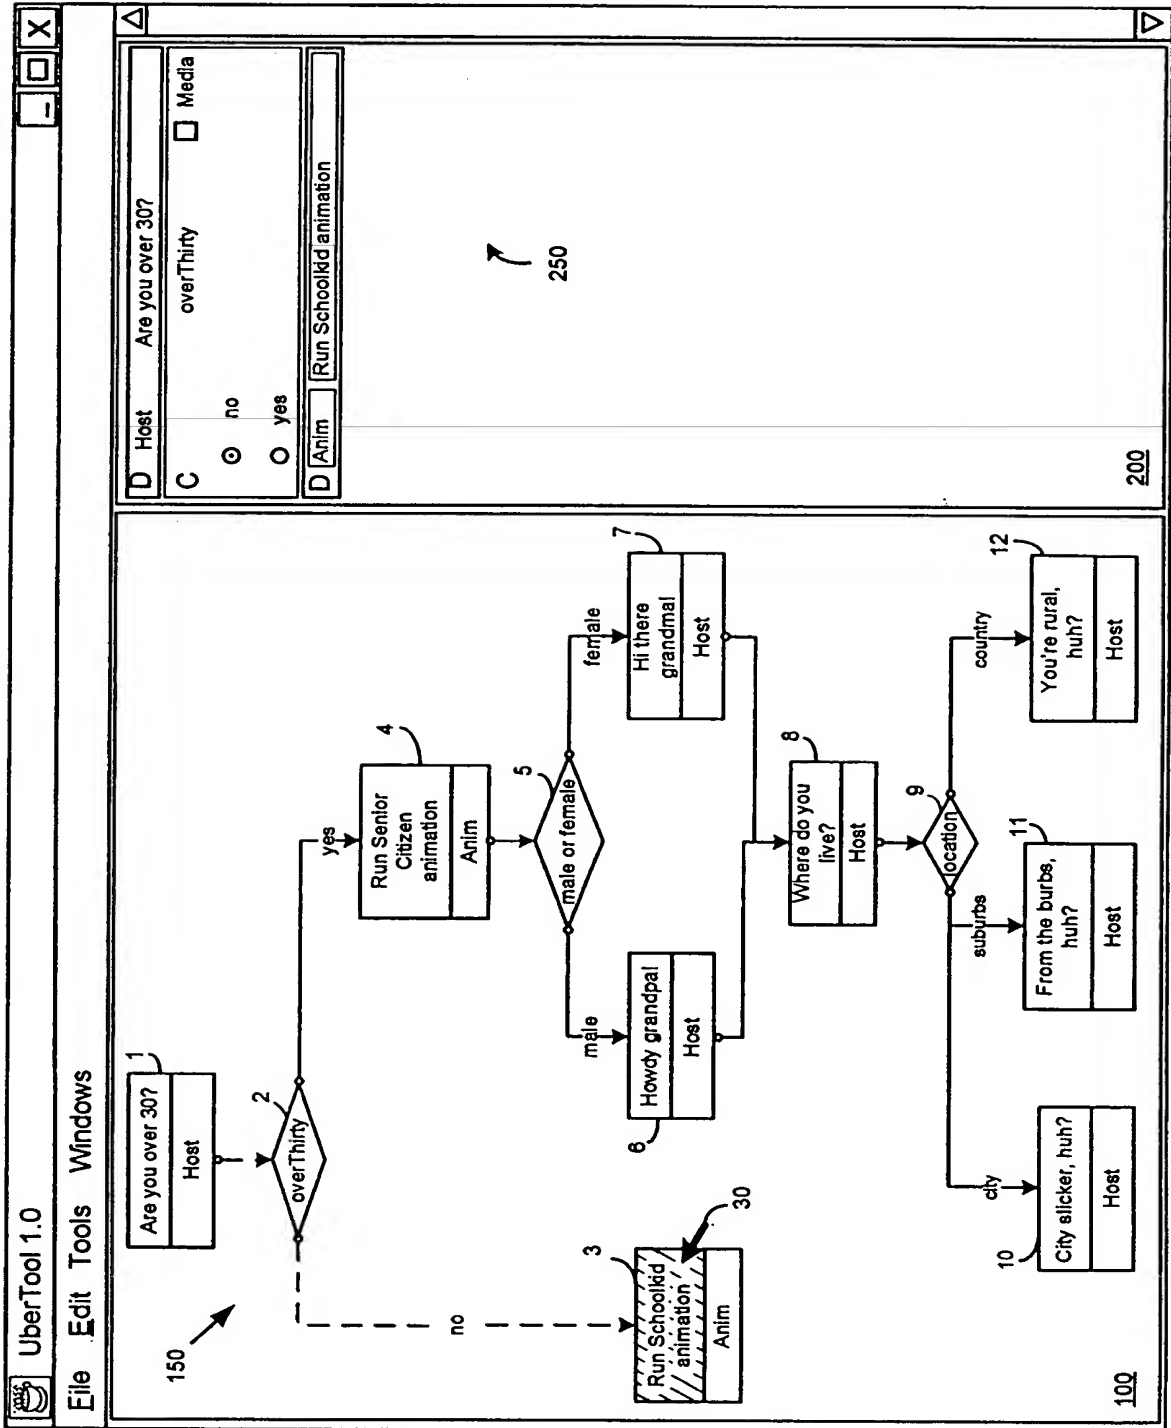 UberTool 1.0
_ □ X
File Edit Tools Windows
150
Are you over 30?
Host
1
overThirty
2
no
yes
Run Schoolkid
animation
Anim
3
30
Run Senior
Citizen
animation
Anim
4
male or female
5
male
female
Howdy grandpa!
Host
6
Hi there
grandma!
Host
7
Where do you
live?
Host
8
location
9
city
suburbs
country
City slicker, huh?
Host
10
From the burbs,
huh?
Host
11
You're rural,
huh?
Host
12
100
D Host Are you over 30?
C overThirty Media
no
yes
D Anim Run Schoolkid animation
250
200